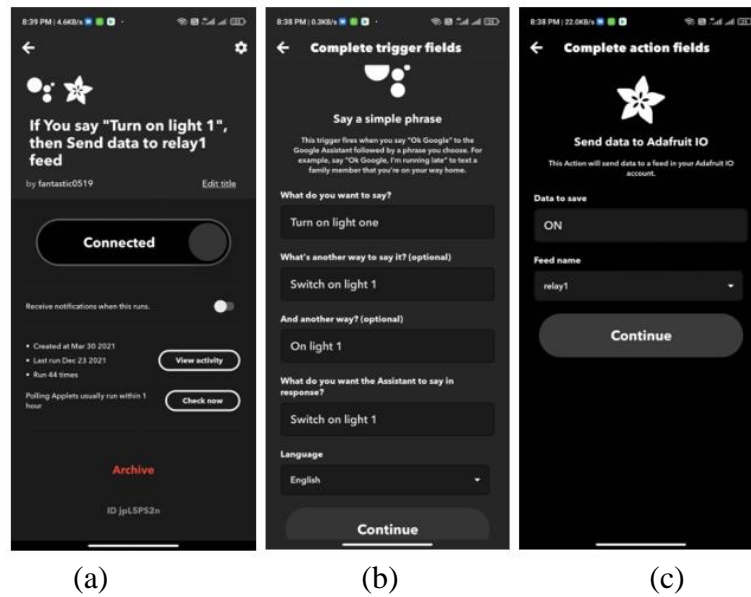 8:39 PM | 4.6KB/s
If You say "Turn on light 1",
then Send data to relay1
feed
by fantastic0519
Edit title
Connected
Receive notifications when this runs.
• Created at Mar 30 2021
• Last run Dec 23 2021
• Run 44 times
View activity
Polling Applets usually run within 1
hour
Check now
Archive
ID jpL5PS2n
(a)
8:38 PM | 0.3KB/s
Complete trigger fields
Say a simple phrase
This trigger fires when you say "Ok Google" to the
Google Assistant followed by a phrase you choose. For
example, say "Ok Google, I'm running late" to text a
family member that you're on your way home.
What do you want to say?
Turn on light one
What's another way to say it? (optional)
Switch on light 1
And another way? (optional)
On light 1
What do you want the Assistant to say in
response?
Switch on light 1
Language
English
Continue
(b)
8:38 PM | 22.0KB/s
Complete action fields
Send data to Adafruit IO
This Action will send data to a feed in your Adafruit IO
account.
Data to save
ON
Feed name
relay1
Continue
(c)